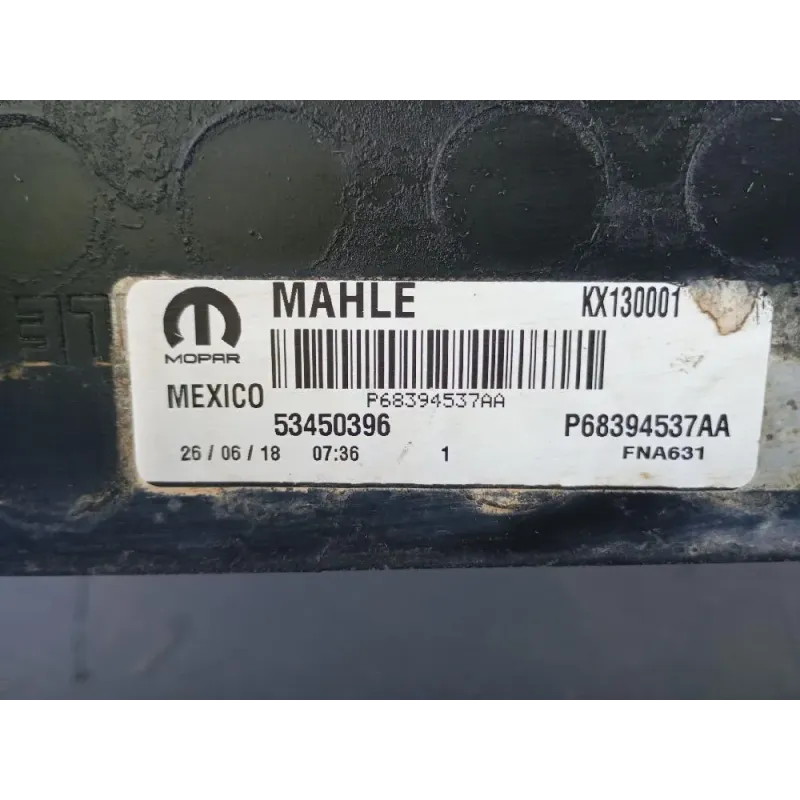 MAHLE KX130001
MOPAR
P68394537AA
MEXICO
53450396 P68394537AA
26 / 06 / 18 07:36 1 FNA631